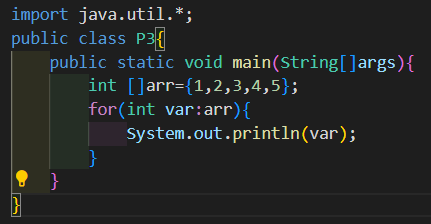 import java.util.*;
public class P3{
    public static void main(String[]args){
        int []arr={1,2,3,4,5};
        for(int var:arr){
            System.out.println(var);
        }
    }
}